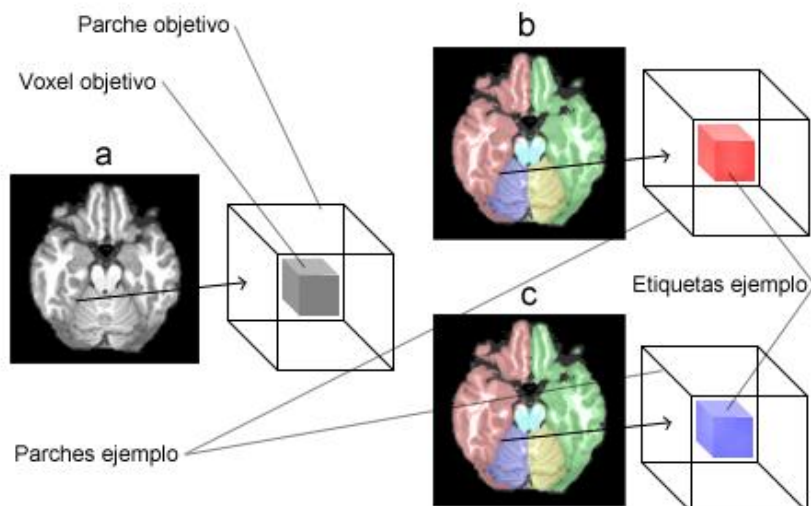 Parche objetivo
b
Voxel objetivo
a
Etiquetas ejemplo
c
Parches ejemplo